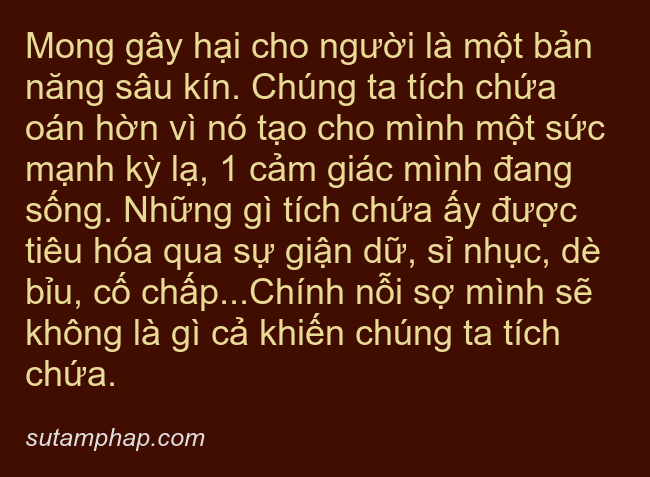 Mong gây hại cho người là một bản
năng sâu kín. Chúng ta tích chứa
oán hờn vì nó tạo cho mình một sức
mạnh kỳ lạ, 1 cảm giác mình đang
sống. Những gì tích chứa ấy được
tiêu hóa qua sự giận dữ, sỉ nhục, dè
bỉu, cố chấp...Chính nỗi sợ mình sẽ
không là gì cả khiến chúng ta tích
chứa.
sutamphap.com